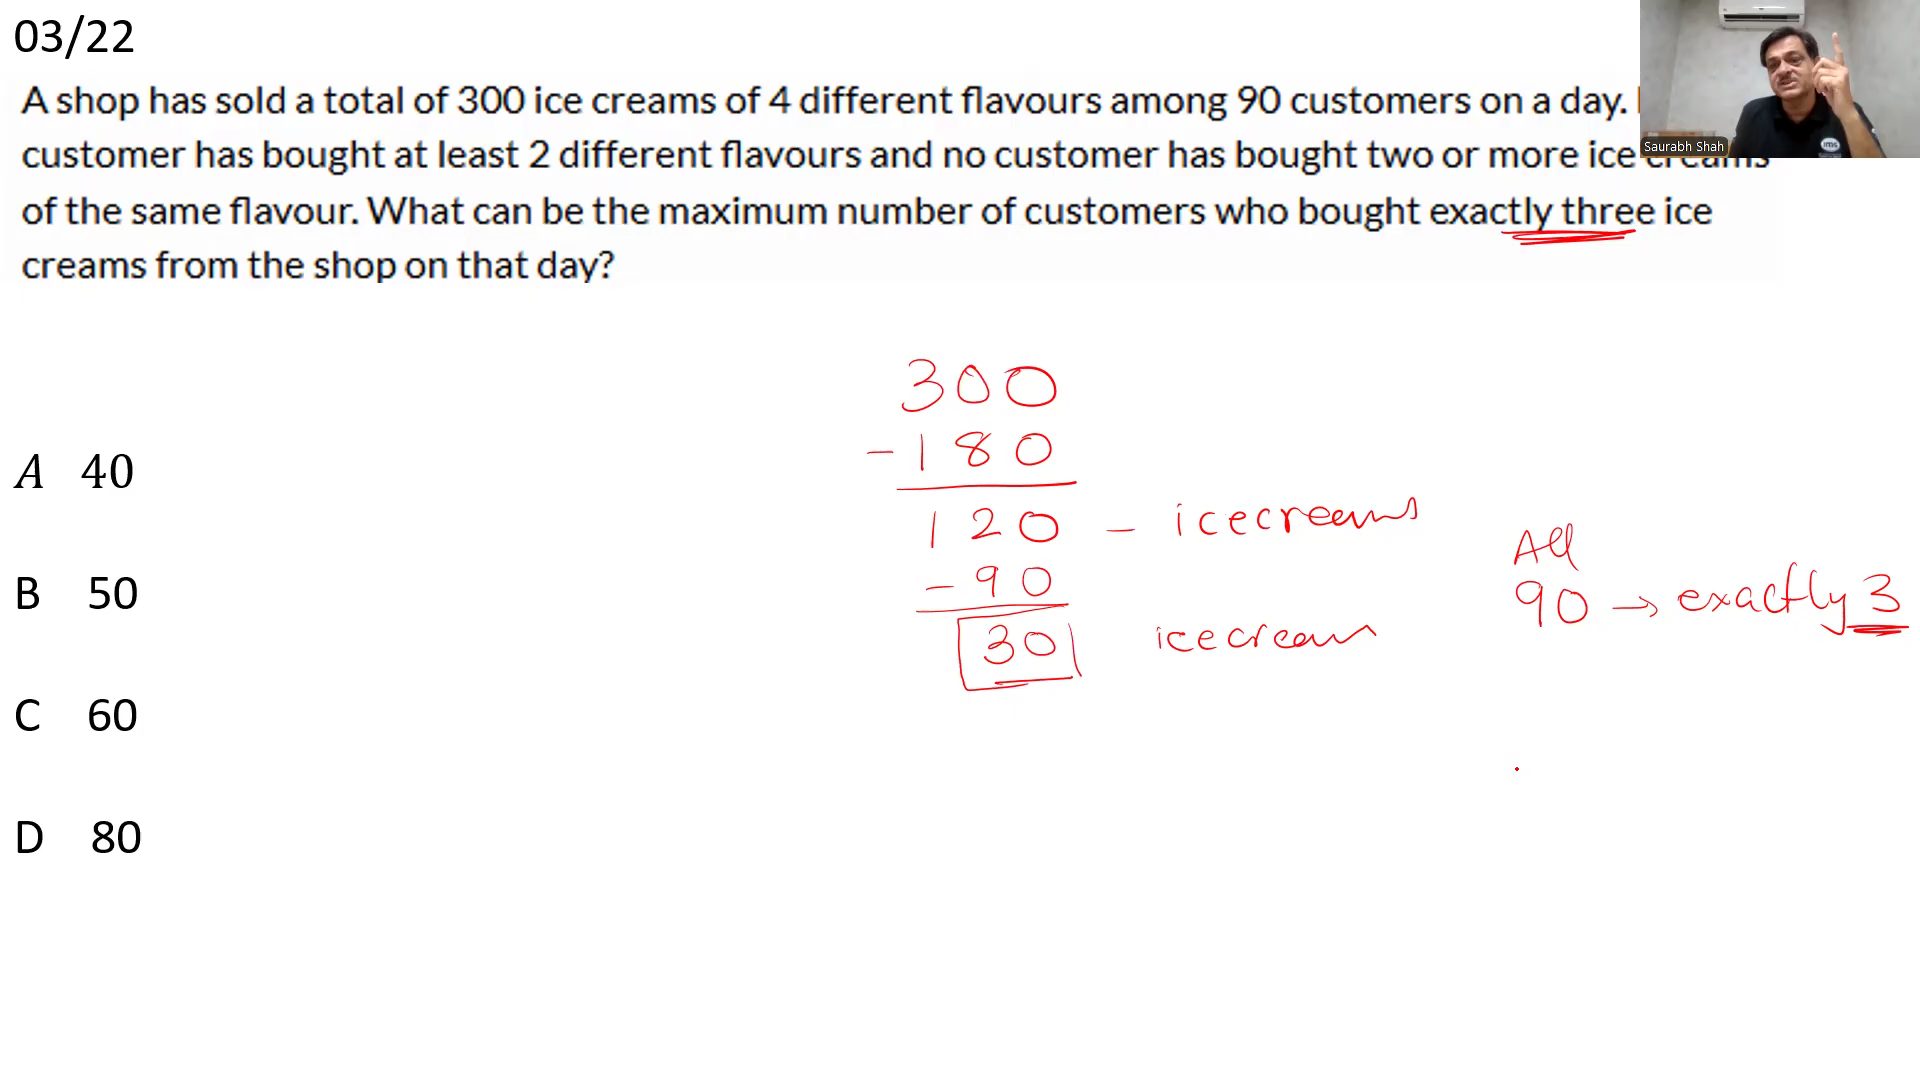 03/22
A shop has sold a total of 300 ice creams of 4 different flavours among 90 customers on a day.
customer has bought at least 2 different flavours and no customer has bought two or more ice creams
of the same flavour. What can be the maximum number of customers who bought exactly three ice
creams from the shop on that day?
Saurabh Shah
ims
300
- 180
120 - icecreams
- 90
30 icecream
All
90 → exactly 3
A 40
B 50
C 60
D 80